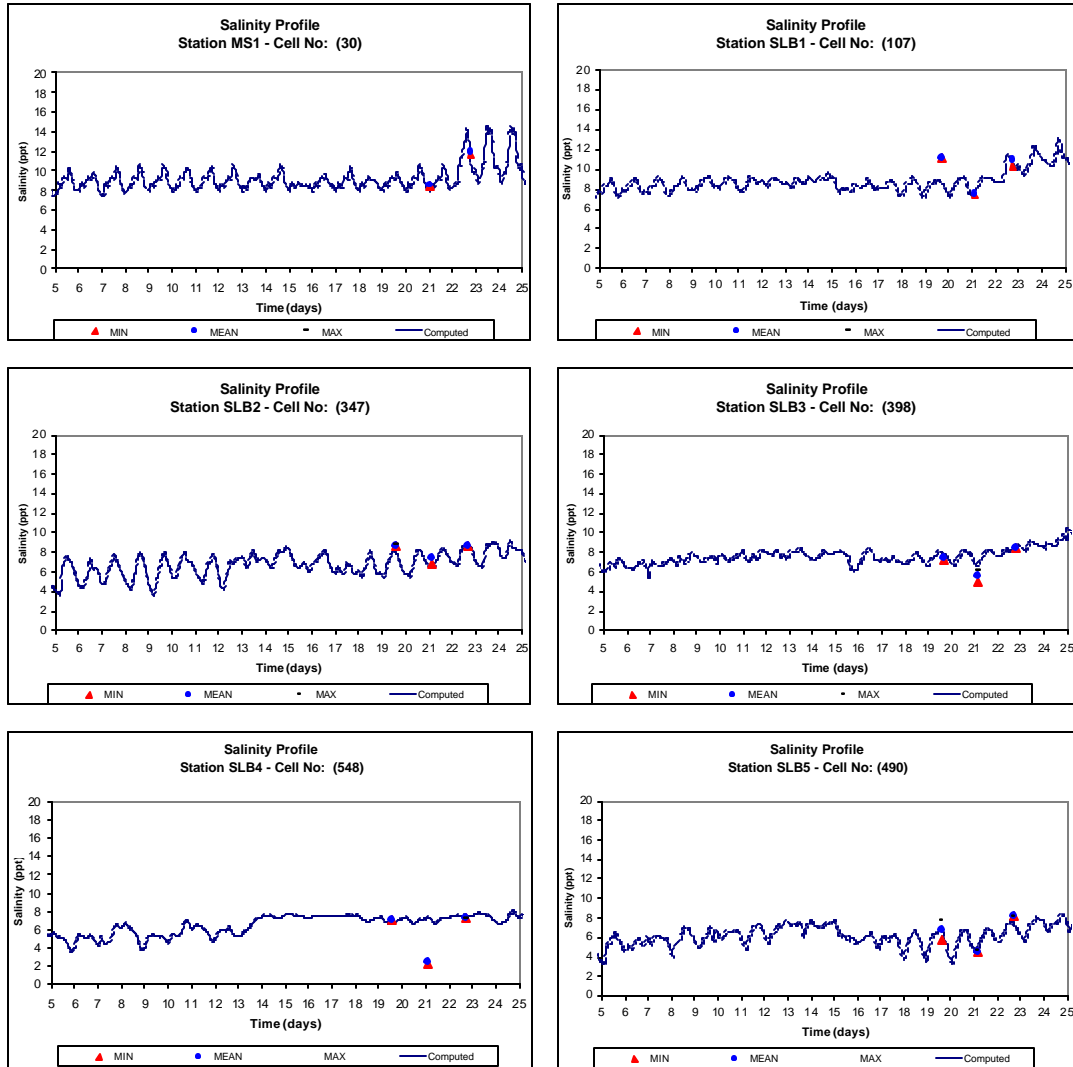 Salinity Profile
Station MS1 - Cell No: (30)
Salinity (ppt)
20
18
16
14
12
10
8
6
4
2
0
5 6 7 8 9 10 11 12 13 14 15 16 17 18 19 20 21 22 23 24 25
Time (days)
MIN MEAN MAX Computed
Salinity Profile
Station SLB1 - Cell No: (107)
Salinity (ppt)
20
18
16
14
12
10
8
6
4
2
0
5 6 7 8 9 10 11 12 13 14 15 16 17 18 19 20 21 22 23 24 25
Time (days)
MIN MEAN MAX Computed
Salinity Profile
Station SLB2 - Cell No: (347)
Salinity (ppt)
20
18
16
14
12
10
8
6
4
2
0
5 6 7 8 9 10 11 12 13 14 15 16 17 18 19 20 21 22 23 24 25
Time (days)
MIN MEAN MAX Computed
Salinity Profile
Station SLB3 - Cell No: (398)
Salinity (ppt)
20
18
16
14
12
10
8
6
4
2
0
5 6 7 8 9 10 11 12 13 14 15 16 17 18 19 20 21 22 23 24 25
Time (days)
MIN MEAN MAX Computed
Salinity Profile
Station SLB4 - Cell No: (548)
Salinity (ppt)
20
18
16
14
12
10
8
6
4
2
0
5 6 7 8 9 10 11 12 13 14 15 16 17 18 19 20 21 22 23 24 25
Time (days)
MIN MEAN MAX Computed
Salinity Profile
Station SLB5 - Cell No: (490)
Salinity (ppt)
20
18
16
14
12
10
8
6
4
2
0
5 6 7 8 9 10 11 12 13 14 15 16 17 18 19 20 21 22 23 24 25
Time (days)
MIN MEAN MAX Computed